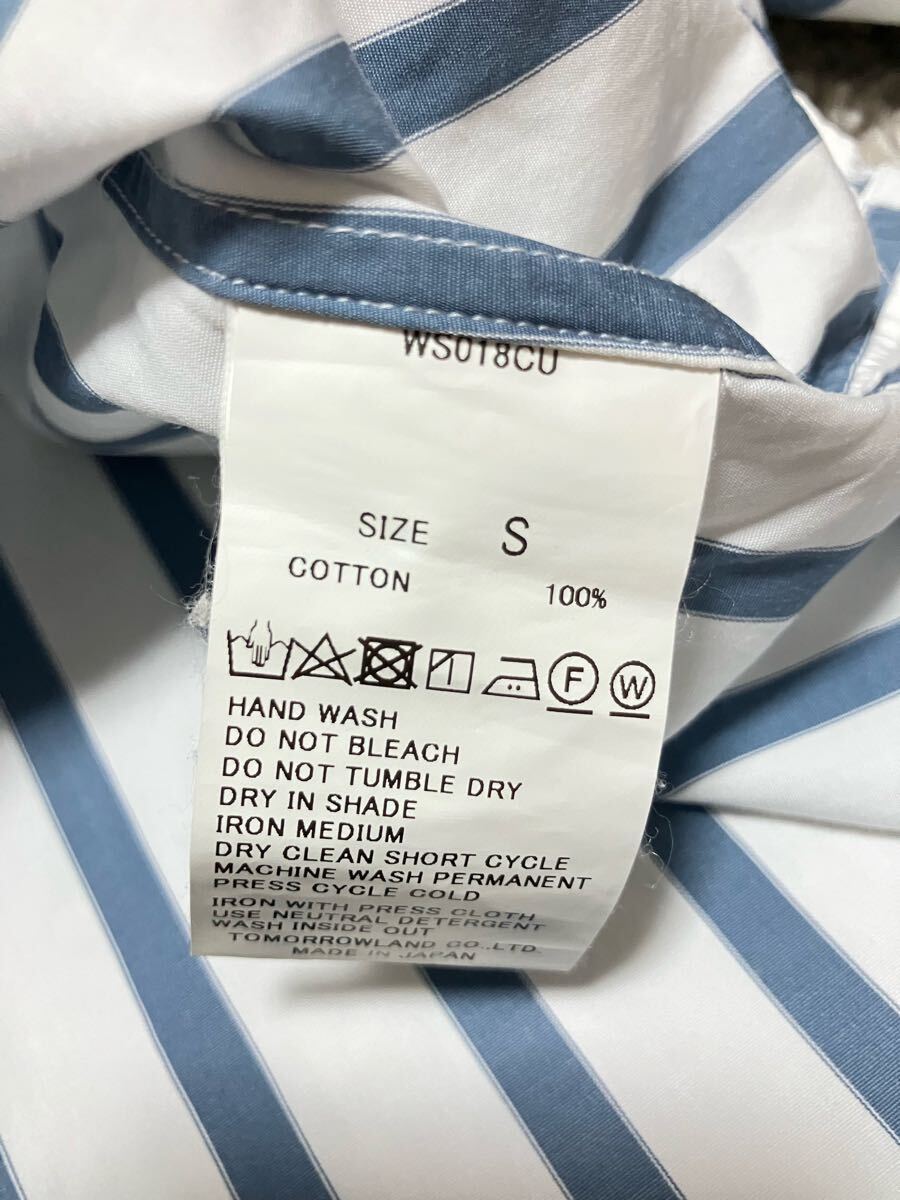 WS018CU
SIZE S
COTTON 100%
F W
HAND WASH
DO NOT BLEACH
DO NOT TUMBLE DRY
DRY IN SHADE
IRON MEDIUM
DRY CLEAN SHORT CYCLE
MACHINE WASH PERMANENT
PRESS CYCLE COLD
IRON WITH PRESS CLOTH
USE NEUTRAL DETERGENT
WASH INSIDE OUT
TOMORROWLAND CO.,LTD.
MADE IN JAPAN